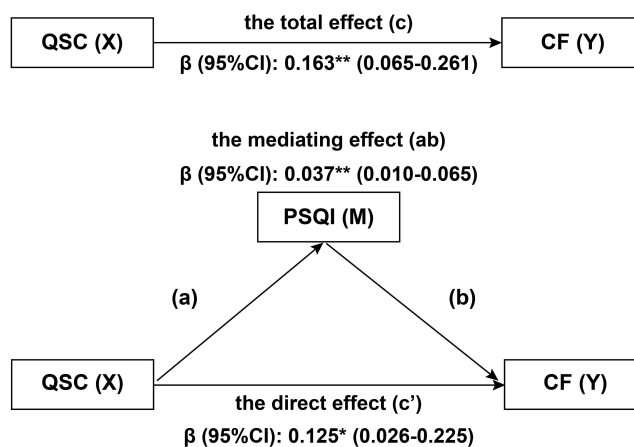 the total effect (c)
QSC (X)
CF (Y)
β (95%CI): 0.163** (0.065-0.261)
the mediating effect (ab)
β (95%CI): 0.037** (0.010-0.065)
PSQI (M)
(a)
(b)
QSC (X)
CF (Y)
the direct effect (c’)
β (95%CI): 0.125* (0.026-0.225)